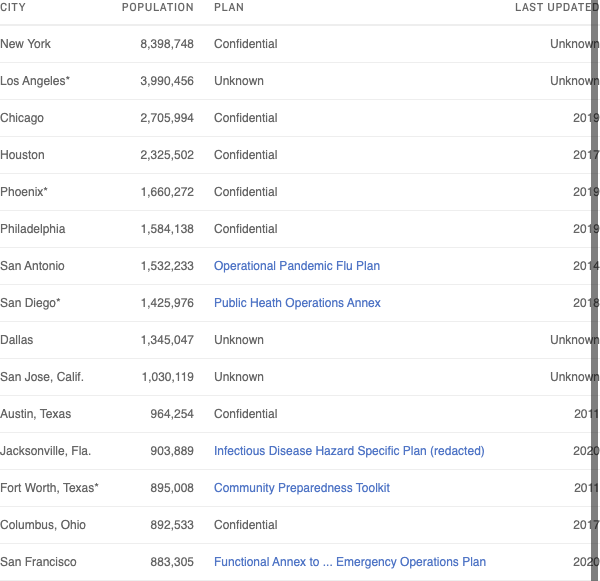 CITY POPULATION PLAN LAST UPDATED
New York 8,398,748 Confidential Unknown
Los Angeles* 3,990,456 Unknown Unknown
Chicago 2,705,994 Confidential 2019
Houston 2,325,502 Confidential 2017
Phoenix* 1,660,272 Confidential 2019
Philadelphia 1,584,138 Confidential 2019
San Antonio 1,532,233 Operational Pandemic Flu Plan 2014
San Diego* 1,425,976 Public Heath Operations Annex 2018
Dallas 1,345,047 Unknown Unknown
San Jose, Calif. 1,030,119 Unknown Unknown
Austin, Texas 964,254 Confidential 2011
Jacksonville, Fla. 903,889 Infectious Disease Hazard Specific Plan (redacted) 2020
Fort Worth, Texas* 895,008 Community Preparedness Toolkit 2011
Columbus, Ohio 892,533 Confidential 2017
San Francisco 883,305 Functional Annex to ... Emergency Operations Plan 2020